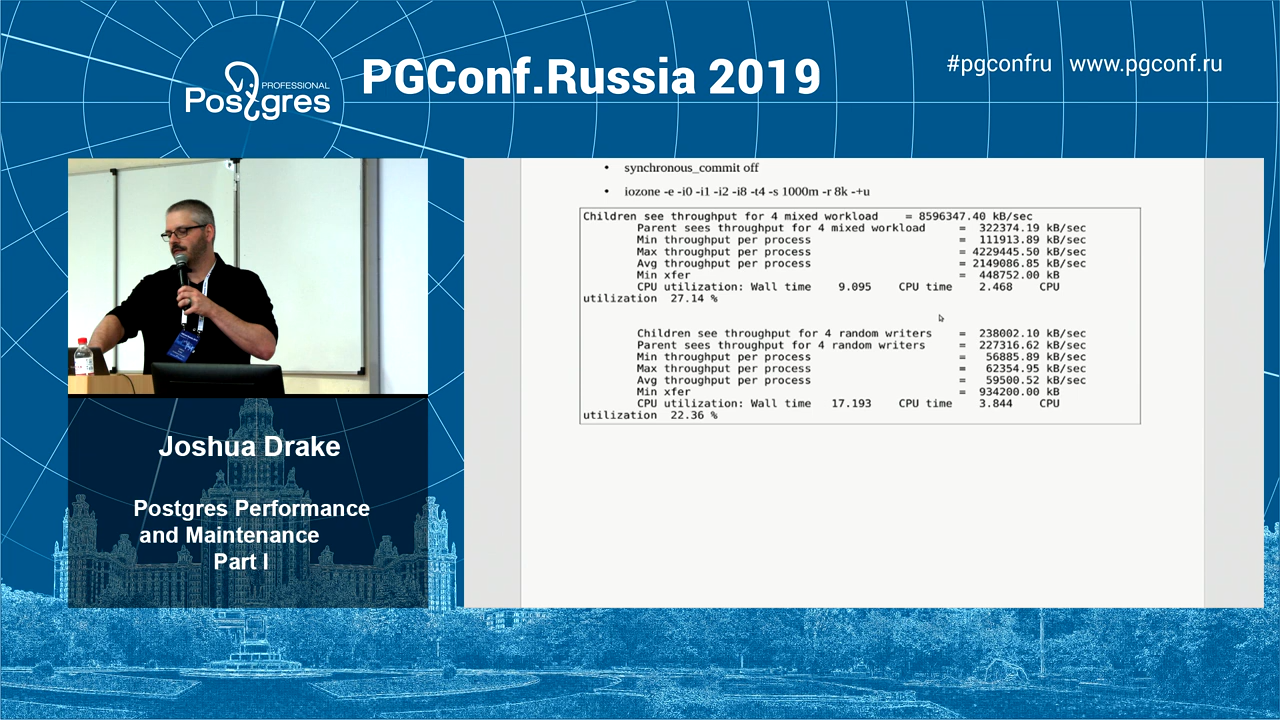 PROFESSIONAL
Postgres
PGConf.Russia 2019
#pgconfru www.pgconf.ru
• synchronous_commit off
• iozone -e -i0 -i1 -i2 -i8 -t4 -s 1000m -r 8k -+u
Children see throughput for 4 mixed workload = 8596347.40 kB/sec
Parent sees throughput for 4 mixed workload = 322374.19 kB/sec
Min throughput per process = 111913.89 kB/sec
Max throughput per process = 4229445.50 kB/sec
Avg throughput per process = 2149086.85 kB/sec
Min xfer = 448752.00 kB
CPU utilization: Wall time 9.095 CPU time 2.468 CPU
utilization 27.14 %
Children see throughput for 4 random writers = 238002.10 kB/sec
Parent sees throughput for 4 random writers = 227316.62 kB/sec
Min throughput per process = 56885.89 kB/sec
Max throughput per process = 62354.95 kB/sec
Avg throughput per process = 59500.52 kB/sec
Min xfer = 934200.00 kB
CPU utilization: Wall time 17.193 CPU time 3.844 CPU
utilization 22.36 %
Joshua Drake
Postgres Performance
and Maintenance
Part I